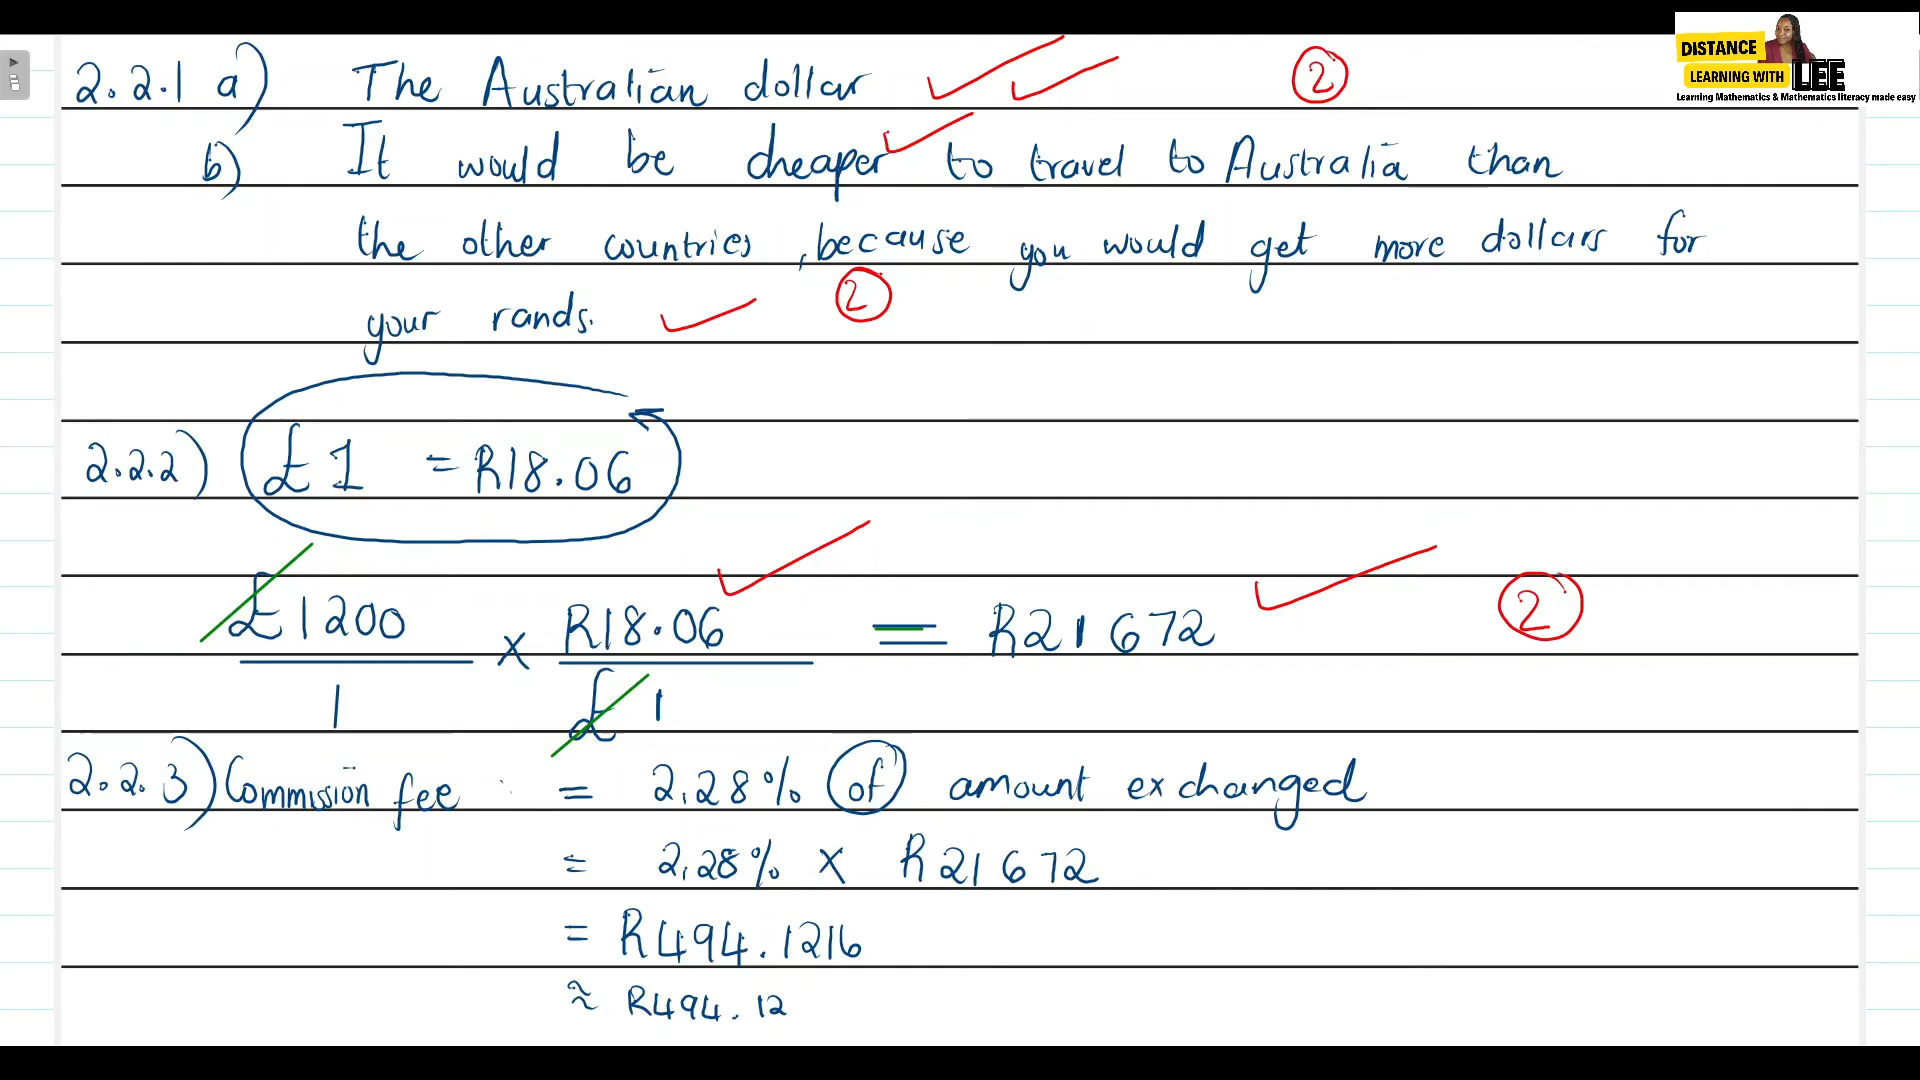 DISTANCE
LEARNING WITH LEE
Learning Mathematics & Mathematics literacy made easy
2.2.1 a) The Australian dollar ②
b) It would be cheaper to travel to Australia than
the other countries, because you would get more dollars for
your rands. ②
2.2.2) £1 = R18.06
£1200/1 × R18.06/£1 = R21 672 ②
2.2.3) Commission fee = 2,28% of amount exchanged
= 2,28% × R21 672
= R494.1216
≈ R494.12